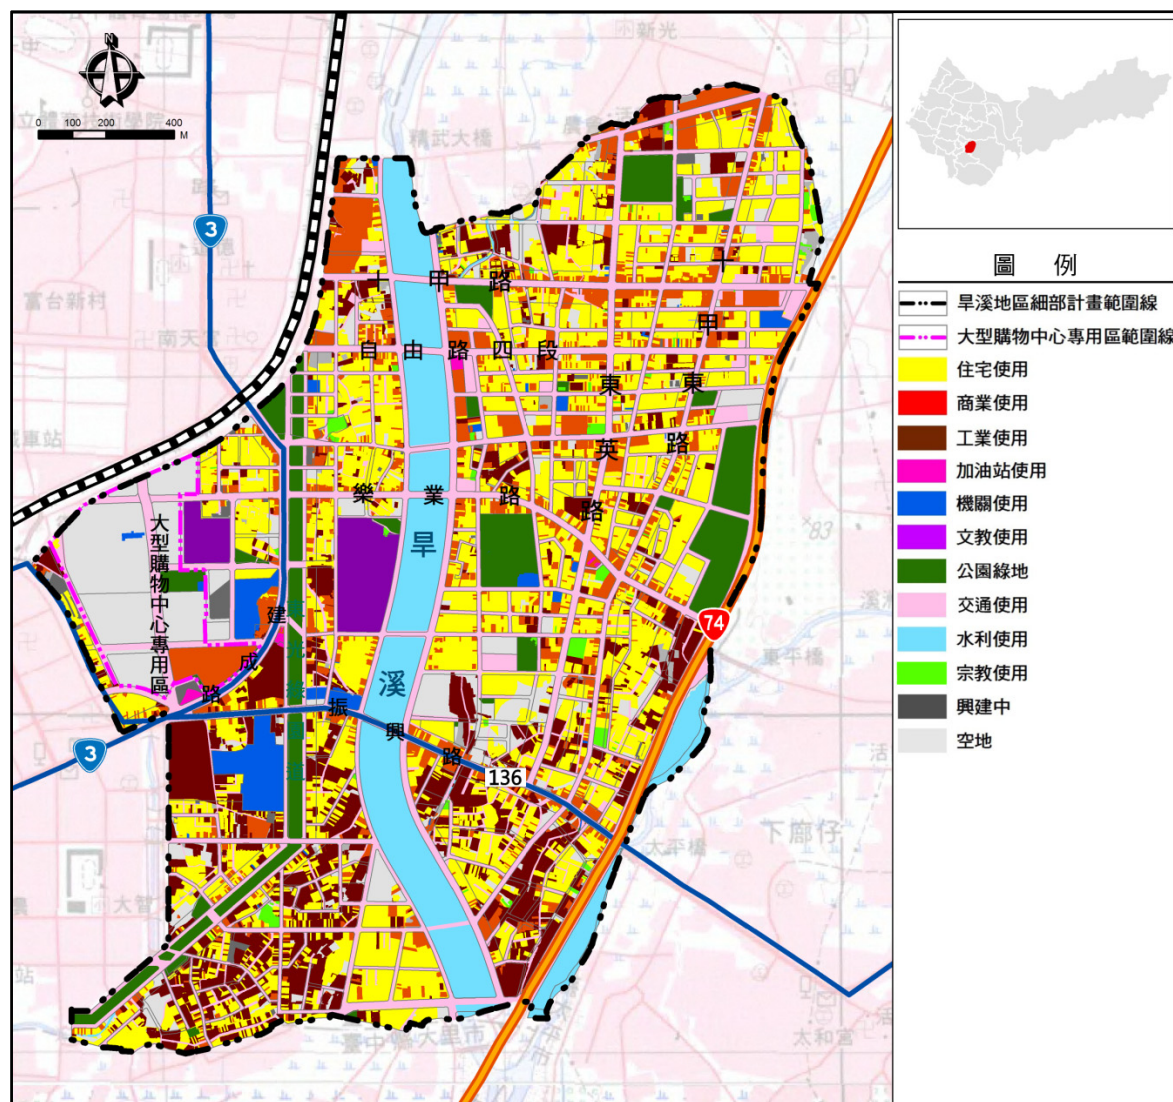 N
0 100 200 400
M
新光
精武大橋
3
富台新村
南天宮
十 甲 路
自 由 路 四 段
十 甲 東 路
東 英 路
樂 業 路
旱 溪
大型購物中心專用區
建 成 路
振 興 路
136
74
3
83
東平橋
下廍仔
太平橋
大智
太和宮
臺中縣大里市
圖 例
旱溪地區細部計畫範圍線
大型購物中心專用區範圍線
住宅使用
商業使用
工業使用
加油站使用
機關使用
文教使用
公園綠地
交通使用
水利使用
宗教使用
興建中
空地